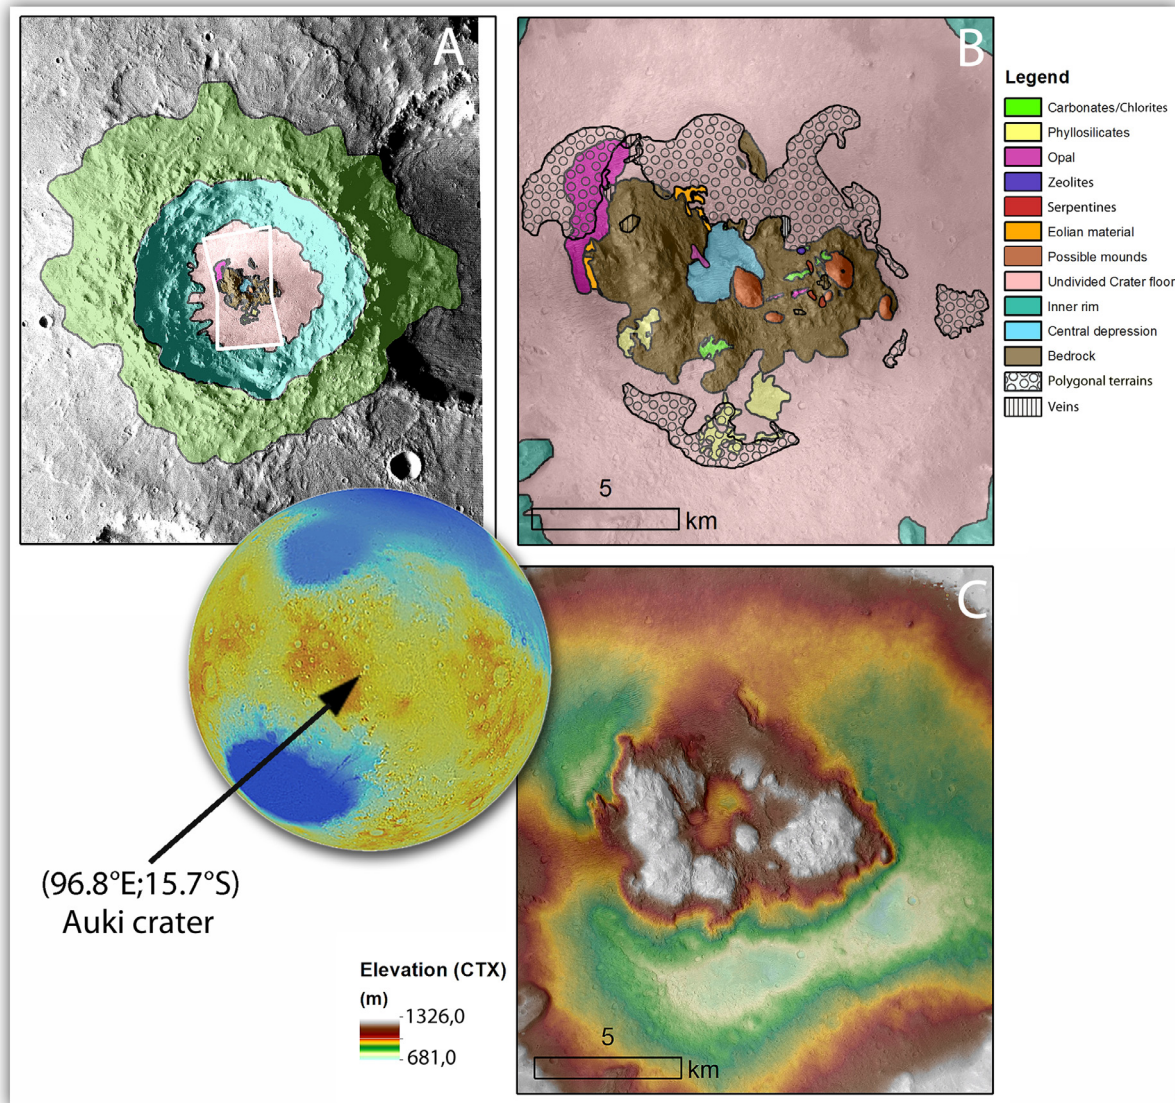 A
B
Legend
Carbonates/Chlorites
Phyllosilicates
Opal
Zeolites
Serpentines
Eolian material
Possible mounds
Undivided Crater floor
Inner rim
Central depression
Bedrock
Polygonal terrains
Veins
5
km
C
(96.8°E;15.7°S)
Auki crater
Elevation (CTX)
(m)
1326,0
681,0
5
km